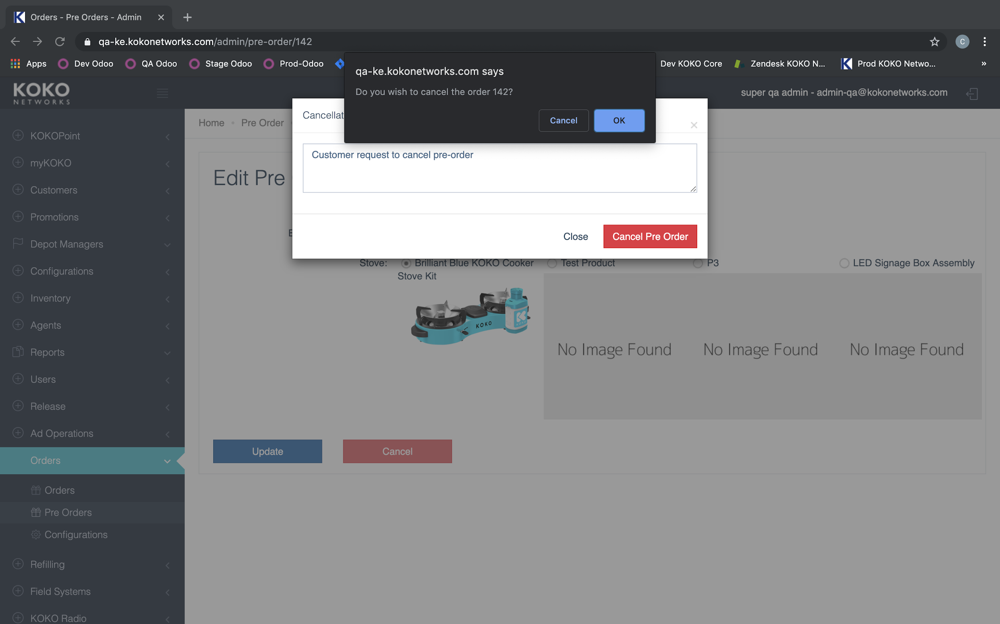 Orders - Pre Orders - Admin
qa-ke.kokonetworks.com/admin/pre-order/142
C
Apps
Dev Odoo
QA Odoo
Stage Odoo
Prod-Odoo
Dev KOKO Core
Zendesk KOKO N...
Prod KOKO Netwo...
»
qa-ke.kokonetworks.com says
Do you wish to cancel the order 142?
Cancel
OK
KOKO
NETWORKS
super qa admin - admin-qa@kokonetworks.com
Home
Pre Order
Cancellat
×
Customer request to cancel pre-order
Close
Cancel Pre Order
Edit Pre
Stove:
Brilliant Blue KOKO Cooker
Stove Kit
Test Product
P3
LED Signage Box Assembly
KOKO
No Image Found
No Image Found
No Image Found
Update
Cancel
KOKOPoint
myKOKO
Customers
Promotions
Depot Managers
Configurations
Inventory
Agents
Reports
Users
Release
Ad Operations
Orders
Orders
Pre Orders
Configurations
Refilling
Field Systems
KOKO Radio